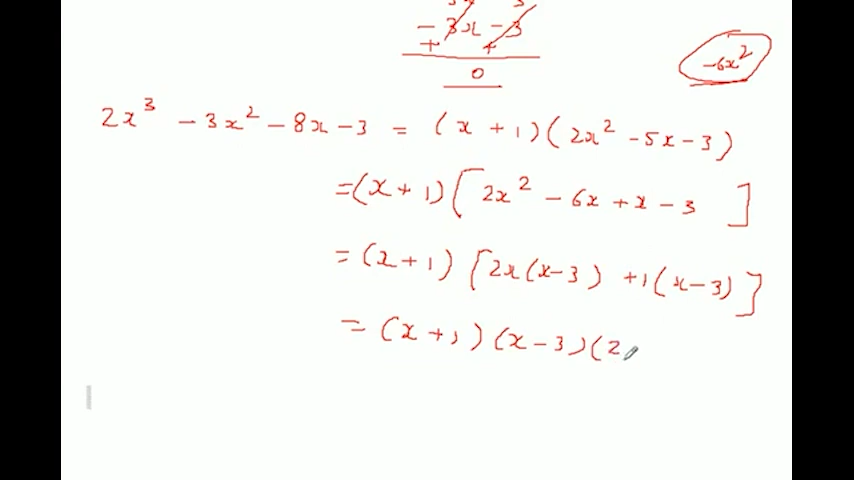 - 3x - 3
+ +
0
-6x²
2x³ - 3x² - 8x - 3 = (x + 1)(2x² - 5x - 3)
= (x + 1)[2x² - 6x + x - 3]
= (x + 1)[2x(x - 3) + 1(x - 3)]
= (x + 1)(x - 3)(2